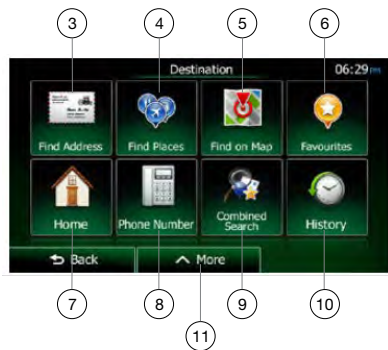 3 4 5 6
Destination 06:29 pm
Find Address Find Places Find on Map Favourites
Home Phone Number Combined Search History
Back More
7 8 9 10
11